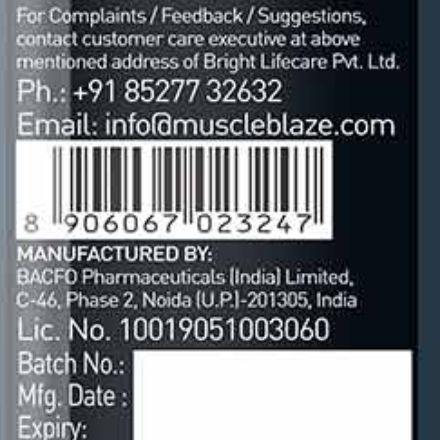 For Complaints / Feedback / Suggestions,
contact customer care executive at above
mentioned address of Bright Lifecare Pvt. Ltd.
Ph.: +91 85277 32632
Email: info@muscleblaze.com
8 906067 023247
MANUFACTURED BY:
BACFO Pharmaceuticals (India) Limited,
C-46, Phase 2, Noida (U.P.)-201305, India
Lic. No. 10019051003060
Batch No.:
Mfg. Date :
Expiry: